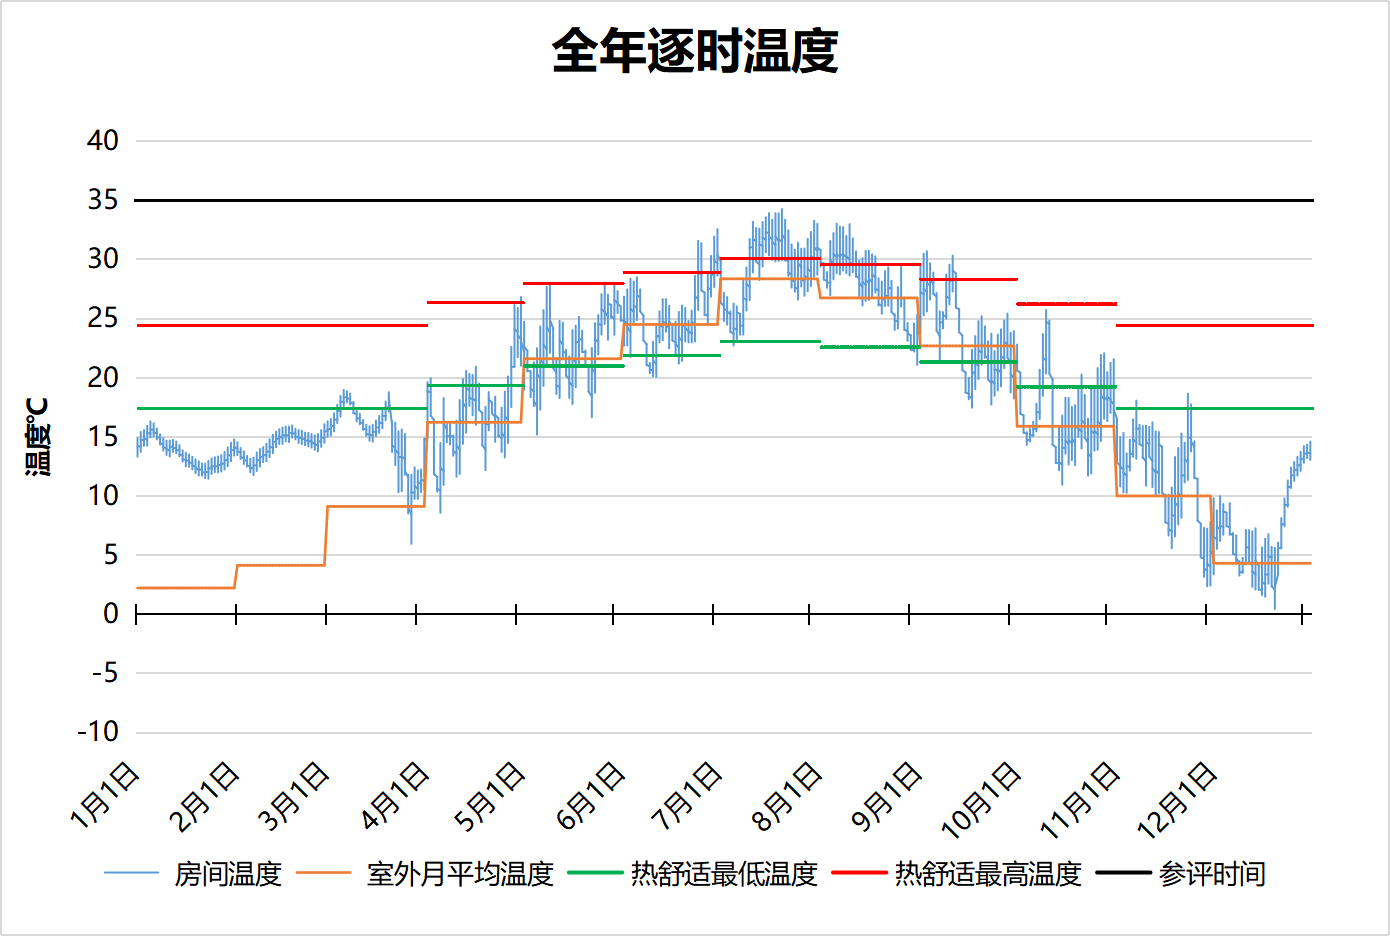 全年逐时温度
40
35
30
25
20
15
10
5
0
-5
-10
温度℃
1月1日
2月1日
3月1日
4月1日
5月1日
6月1日
7月1日
8月1日
9月1日
10月1日
11月1日
12月1日
房间温度 室外月平均温度 热舒适最低温度 热舒适最高温度 参评时间